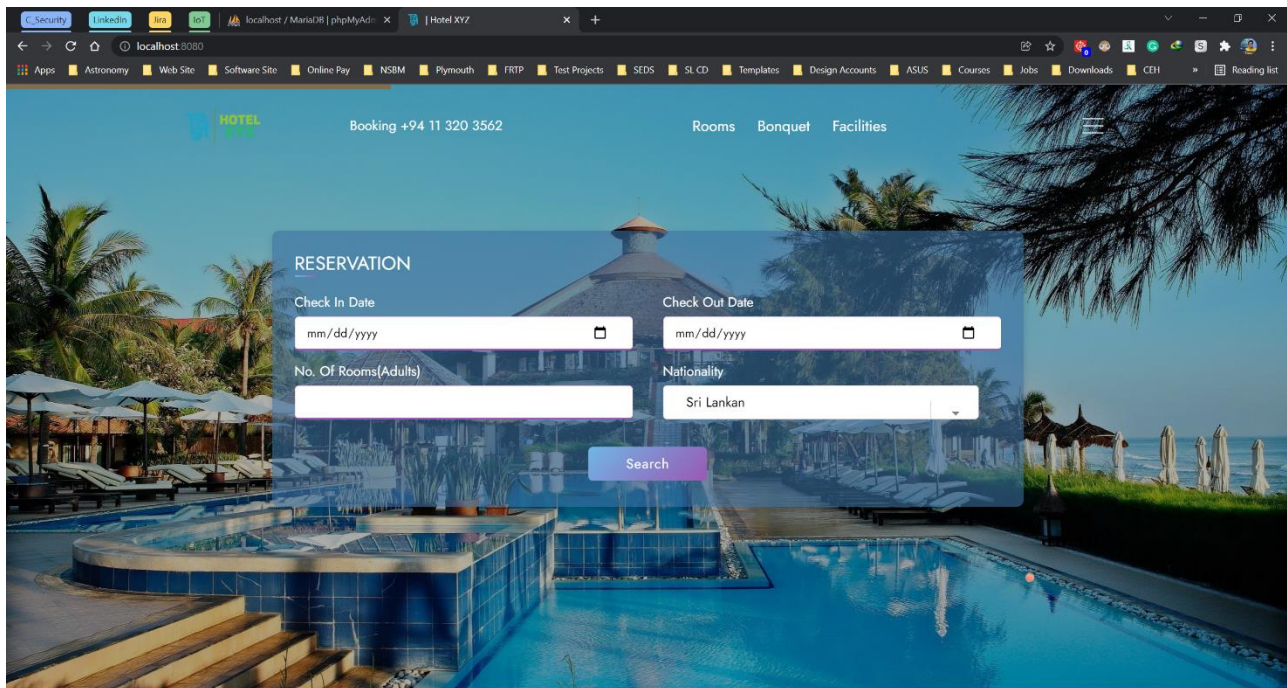 C_Security LinkedIn Jira IoT localhost / MariaDB | phpMyAdm | Hotel XYZ
localhost:8080
Apps Astronomy Web Site Software Site Online Pay NSBM Plymouth FRTP Test Projects SEDS SL CD Templates Design Accounts ASUS Courses Jobs Downloads CEH » Reading list
HOTEL
XYZ
Booking +94 11 320 3562
Rooms Bonquet Facilities
RESERVATION
Check In Date Check Out Date
mm/dd/yyyy mm/dd/yyyy
No. Of Rooms(Adults) Nationality
Sri Lankan
Search